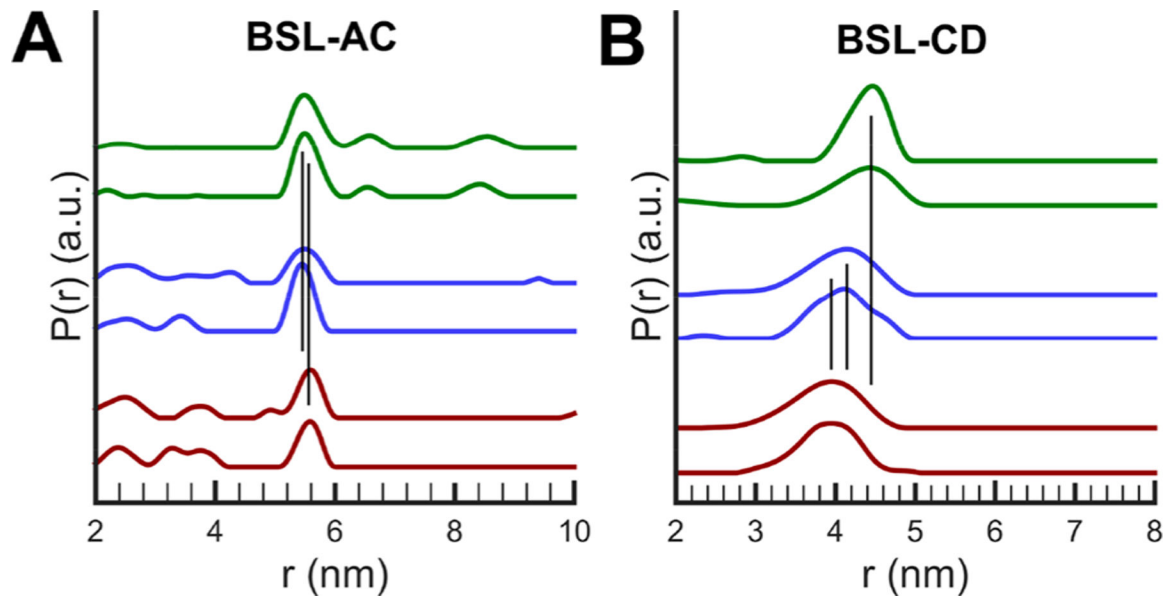 A
BSL-AC
P(r) (a.u.)
2 4 6 8 10
r (nm)
B
BSL-CD
P(r) (a.u.)
2 3 4 5 6 7 8
r (nm)